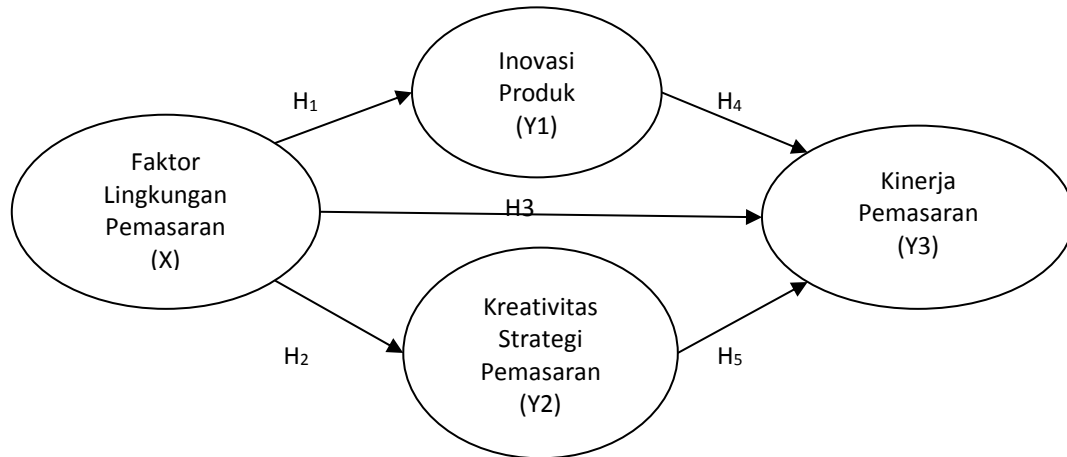 Inovasi
Produk
(Y1)
H₁
H₄
Faktor
Lingkungan
Pemasaran
(X)
H3
Kinerja
Pemasaran
(Y3)
Kreativitas
Strategi
Pemasaran
(Y2)
H₂
H₅